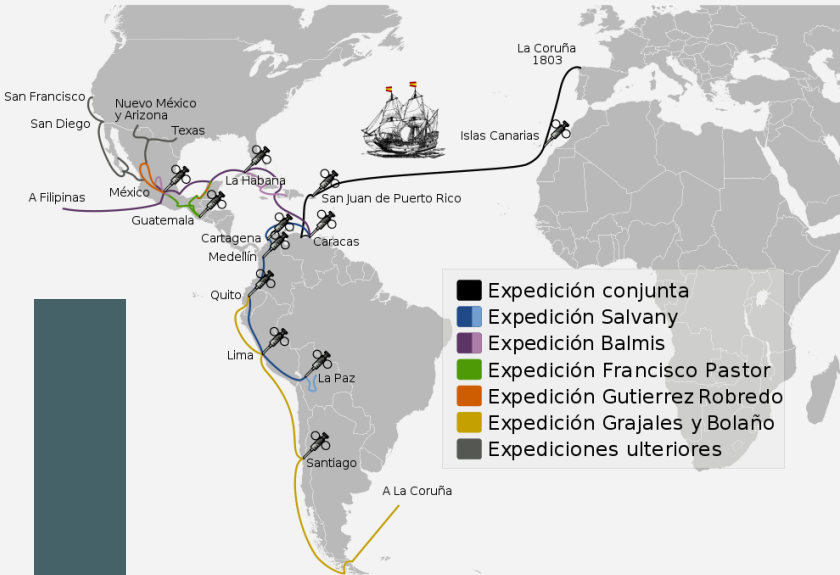 La Coruña
1803
San Francisco
Nuevo México
y Arizona
San Diego
Texas
Islas Canarias
La Habana
México
A Filipinas
San Juan de Puerto Rico
Guatemala
Cartagena
Caracas
Medellín
Quito
Lima
La Paz
Santiago
A La Coruña
Expedición conjunta
Expedición Salvany
Expedición Balmis
Expedición Francisco Pastor
Expedición Gutierrez Robredo
Expedición Grajales y Bolaño
Expediciones ulteriores